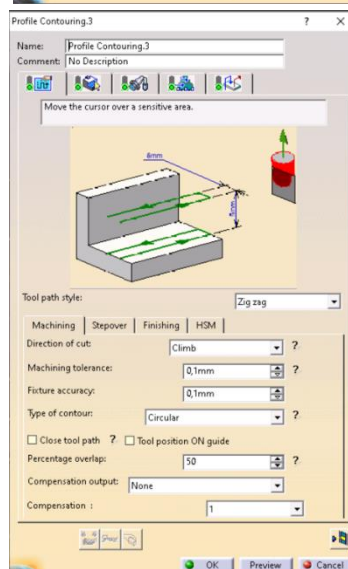 Profile Contouring.3 ? ×
Name: Profile Contouring.3
Comment: No Description
Move the cursor over a sensitive area.
6mm
5mm
Tool path style: Zig zag
Machining Stepover Finishing HSM
Direction of cut: Climb ?
Machining tolerance: 0,1mm ?
Fixture accuracy: 0,1mm ?
Type of contour: Circular ?
Close tool path ? Tool position ON guide
Percentage overlap: 50 ?
Compensation output: None
Compensation : 1
OK Preview Cancel